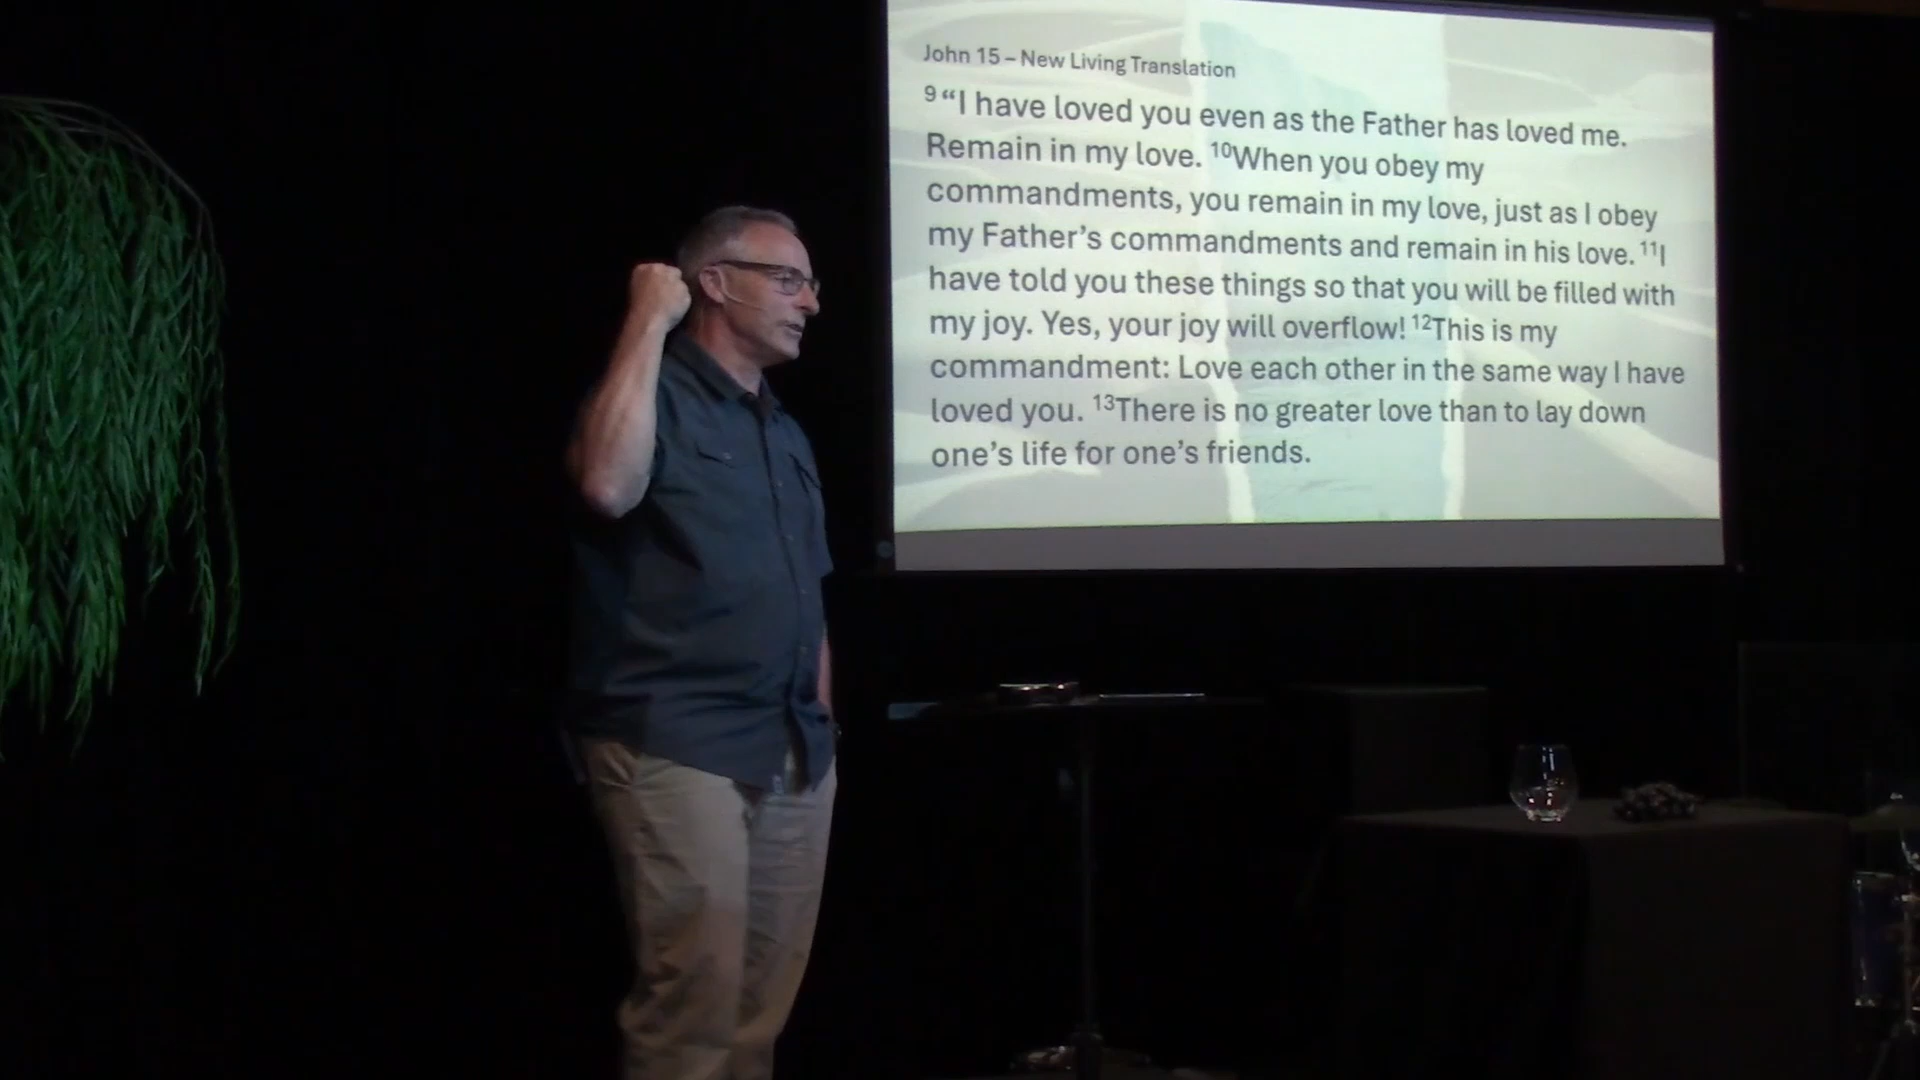 John 15 – New Living Translation
⁹ “I have loved you even as the Father has loved me.
Remain in my love. ¹⁰When you obey my
commandments, you remain in my love, just as I obey
my Father’s commandments and remain in his love. ¹¹I
have told you these things so that you will be filled with
my joy. Yes, your joy will overflow! ¹²This is my
commandment: Love each other in the same way I have
loved you. ¹³There is no greater love than to lay down
one’s life for one’s friends.